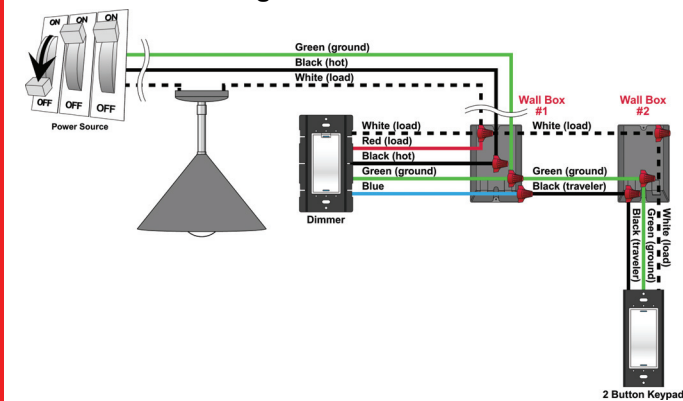 ON
ON
ON
OFF
OFF
OFF
Power Source
Green (ground)
Black (hot)
White (load)
Wall Box
#1
Wall Box
#2
White (load)
Red (load)
Black (hot)
Green (ground)
Blue
Dimmer
White (load)
Green (ground)
Black (traveler)
Black (traveler)
Green (ground)
White (load)
2 Button Keypad